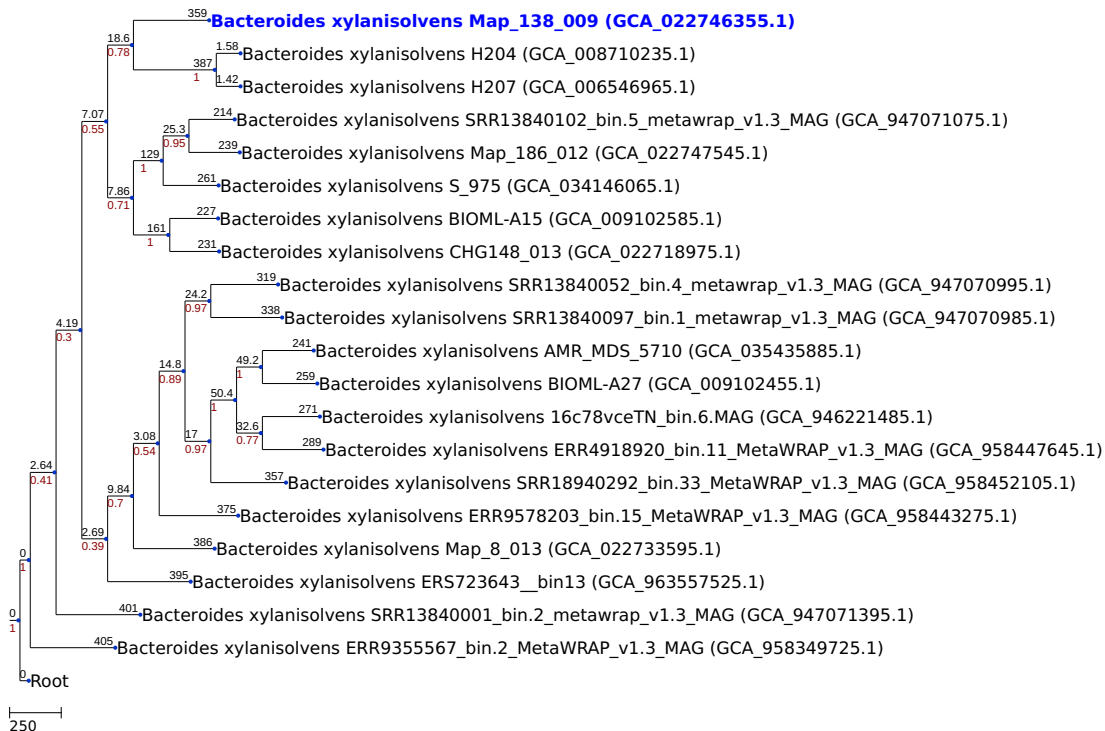 359 Bacteroides xylanisolvens Map_138_009 (GCA_022746355.1)
18.6
0.78
1.58 Bacteroides xylanisolvens H204 (GCA_008710235.1)
387
1
1.42 Bacteroides xylanisolvens H207 (GCA_006546965.1)
7.07
0.55
214 Bacteroides xylanisolvens SRR13840102_bin.5_metawrap_v1.3_MAG (GCA_947071075.1)
25.3
0.95
239 Bacteroides xylanisolvens Map_186_012 (GCA_022747545.1)
129
1
261 Bacteroides xylanisolvens S_975 (GCA_034146065.1)
7.86
0.71
227 Bacteroides xylanisolvens BIOML-A15 (GCA_009102585.1)
161
1
231 Bacteroides xylanisolvens CHG148_013 (GCA_022718975.1)
319 Bacteroides xylanisolvens SRR13840052_bin.4_metawrap_v1.3_MAG (GCA_947070995.1)
24.2
0.97
338 Bacteroides xylanisolvens SRR13840097_bin.1_metawrap_v1.3_MAG (GCA_947070985.1)
4.19
0.3
241 Bacteroides xylanisolvens AMR_MDS_5710 (GCA_035435885.1)
49.2
1
14.8
0.89
259 Bacteroides xylanisolvens BIOML-A27 (GCA_009102455.1)
50.4
1
271 Bacteroides xylanisolvens 16c78vceTN_bin.6.MAG (GCA_946221485.1)
32.6
0.77
17
0.97
3.08
0.54
289 Bacteroides xylanisolvens ERR4918920_bin.11_MetaWRAP_v1.3_MAG (GCA_958447645.1)
2.64
0.41
357 Bacteroides xylanisolvens SRR18940292_bin.33_MetaWRAP_v1.3_MAG (GCA_958452105.1)
9.84
0.7
375 Bacteroides xylanisolvens ERR9578203_bin.15_MetaWRAP_v1.3_MAG (GCA_958443275.1)
2.69
0.39
386 Bacteroides xylanisolvens Map_8_013 (GCA_022733595.1)
0
1
395 Bacteroides xylanisolvens ERS723643__bin13 (GCA_963557525.1)
401 Bacteroides xylanisolvens SRR13840001_bin.2_metawrap_v1.3_MAG (GCA_947071395.1)
0
1
405 Bacteroides xylanisolvens ERR9355567_bin.2_MetaWRAP_v1.3_MAG (GCA_958349725.1)
0 Root
250